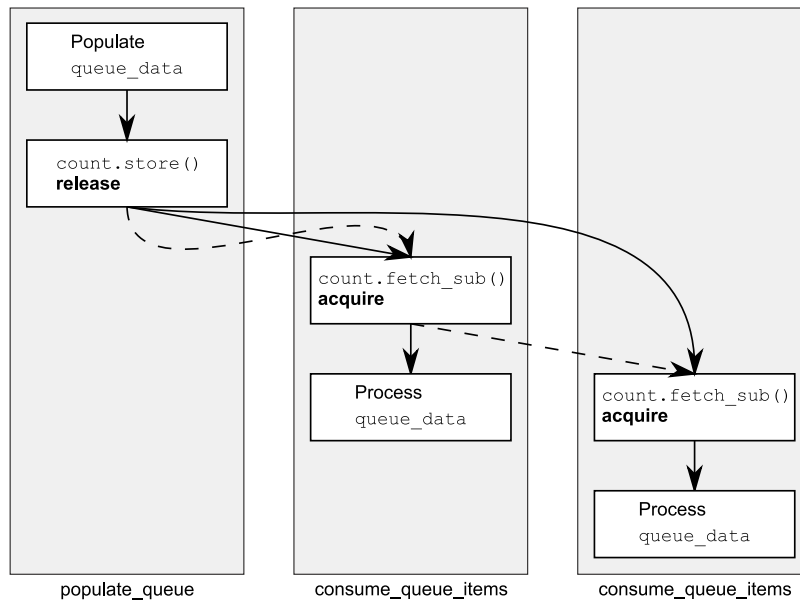 Populate
queue_data
count.store()
release
count.fetch_sub()
acquire
Process
queue_data
count.fetch_sub()
acquire
Process
queue_data
populate_queue
consume_queue_items
consume_queue_items